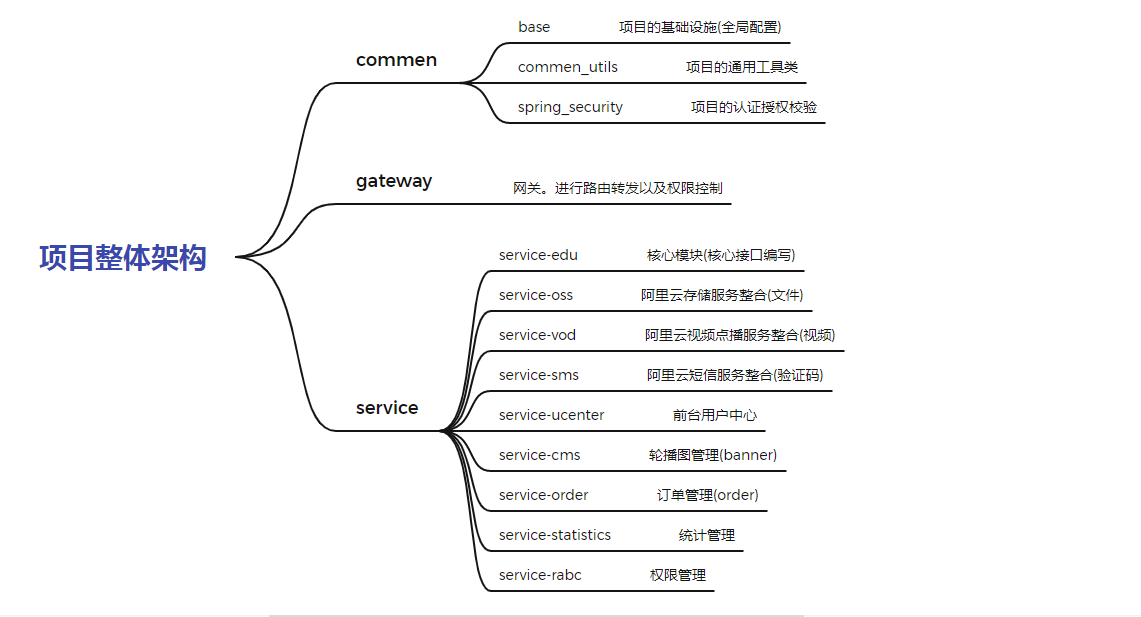 项目整体架构
commen
base 项目的基础设施(全局配置)
commen_utils 项目的通用工具类
spring_security 项目的认证授权校验
gateway 网关。进行路由转发以及权限控制
service
service-edu 核心模块(核心接口编写)
service-oss 阿里云存储服务整合(文件)
service-vod 阿里云视频点播服务整合(视频)
service-sms 阿里云短信服务整合(验证码)
service-ucenter 前台用户中心
service-cms 轮播图管理(banner)
service-order 订单管理(order)
service-statistics 统计管理
service-rabc 权限管理